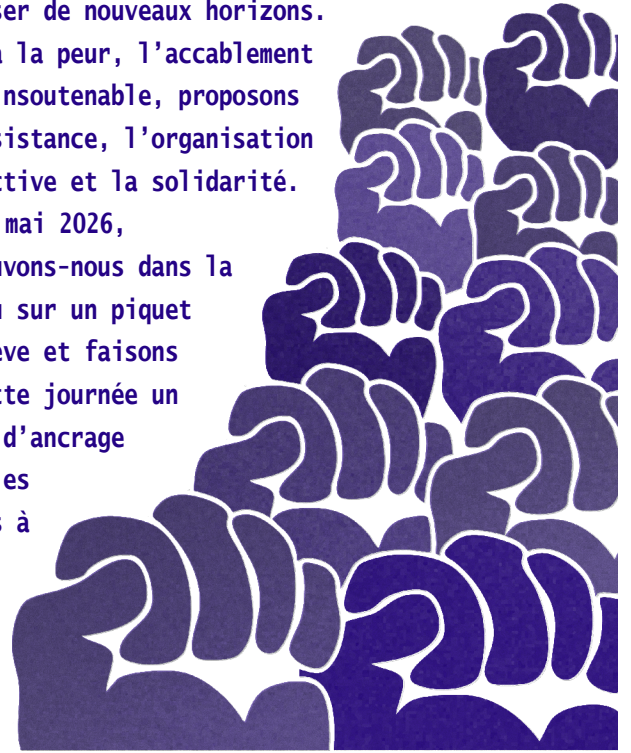 ser de nouveaux horizons.
à la peur, l’accablement
nsoutenable, proposons
sistance, l’organisation
ctive et la solidarité.
mai 2026,
uvons-nous dans la
u sur un piquet
ève et faisons
tte journée un
d’ancrage
es
s à